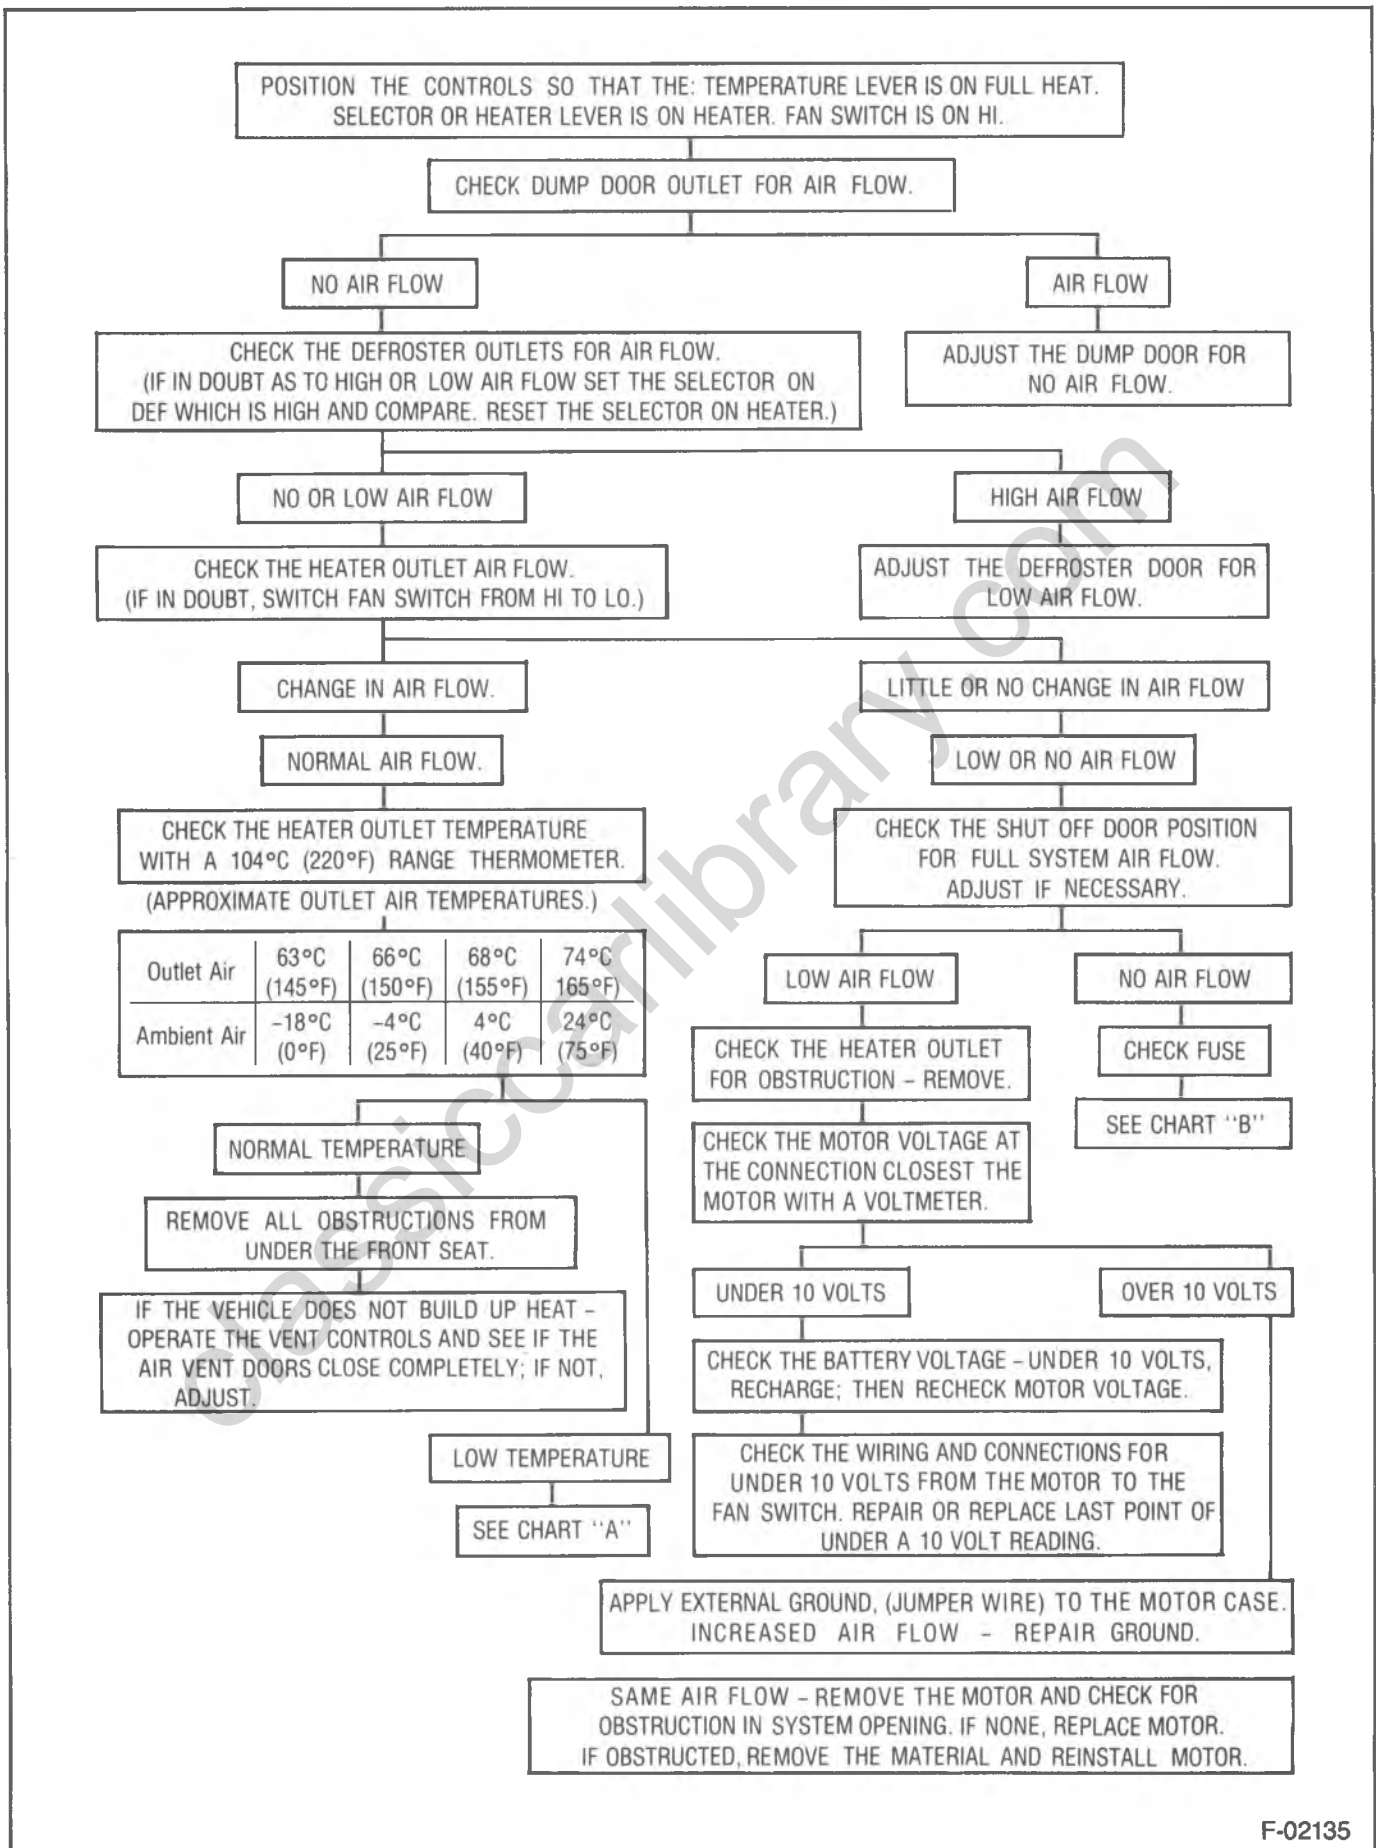 POSITION THE CONTROLS SO THAT THE: TEMPERATURE LEVER IS ON FULL HEAT.
SELECTOR OR HEATER LEVER IS ON HEATER. FAN SWITCH IS ON HI.
CHECK DUMP DOOR OUTLET FOR AIR FLOW.
NO AIR FLOW
AIR FLOW
CHECK THE DEFROSTER OUTLETS FOR AIR FLOW.
(IF IN DOUBT AS TO HIGH OR LOW AIR FLOW SET THE SELECTOR ON
DEF WHICH IS HIGH AND COMPARE. RESET THE SELECTOR ON HEATER.)
ADJUST THE DUMP DOOR FOR
NO AIR FLOW.
NO OR LOW AIR FLOW
HIGH AIR FLOW
CHECK THE HEATER OUTLET AIR FLOW.
(IF IN DOUBT, SWITCH FAN SWITCH FROM HI TO LO.)
ADJUST THE DEFROSTER DOOR FOR
LOW AIR FLOW.
CHANGE IN AIR FLOW.
LITTLE OR NO CHANGE IN AIR FLOW
NORMAL AIR FLOW.
LOW OR NO AIR FLOW
CHECK THE HEATER OUTLET TEMPERATURE
WITH A 104°C (220°F) RANGE THERMOMETER.
(APPROXIMATE OUTLET AIR TEMPERATURES.)
CHECK THE SHUT OFF DOOR POSITION
FOR FULL SYSTEM AIR FLOW.
ADJUST IF NECESSARY.
Outlet Air 63°C 66°C 68°C 74°C
(145°F) (150°F) (155°F) 165°F)
Ambient Air -18°C -4°C 4°C 24°C
(0°F) (25°F) (40°F) (75°F)
LOW AIR FLOW
NO AIR FLOW
CHECK THE HEATER OUTLET
FOR OBSTRUCTION – REMOVE.
CHECK FUSE
SEE CHART "B"
CHECK THE MOTOR VOLTAGE AT
THE CONNECTION CLOSEST THE
MOTOR WITH A VOLTMETER.
NORMAL TEMPERATURE
REMOVE ALL OBSTRUCTIONS FROM
UNDER THE FRONT SEAT.
IF THE VEHICLE DOES NOT BUILD UP HEAT –
OPERATE THE VENT CONTROLS AND SEE IF THE
AIR VENT DOORS CLOSE COMPLETELY; IF NOT,
ADJUST.
UNDER 10 VOLTS
OVER 10 VOLTS
CHECK THE BATTERY VOLTAGE – UNDER 10 VOLTS,
RECHARGE; THEN RECHECK MOTOR VOLTAGE.
LOW TEMPERATURE
SEE CHART "A"
CHECK THE WIRING AND CONNECTIONS FOR
UNDER 10 VOLTS FROM THE MOTOR TO THE
FAN SWITCH. REPAIR OR REPLACE LAST POINT OF
UNDER A 10 VOLT READING.
APPLY EXTERNAL GROUND, (JUMPER WIRE) TO THE MOTOR CASE.
INCREASED AIR FLOW – REPAIR GROUND.
SAME AIR FLOW – REMOVE THE MOTOR AND CHECK FOR
OBSTRUCTION IN SYSTEM OPENING. IF NONE, REPLACE MOTOR.
IF OBSTRUCTED, REMOVE THE MATERIAL AND REINSTALL MOTOR.
F-02135
classiccarlibrary.com